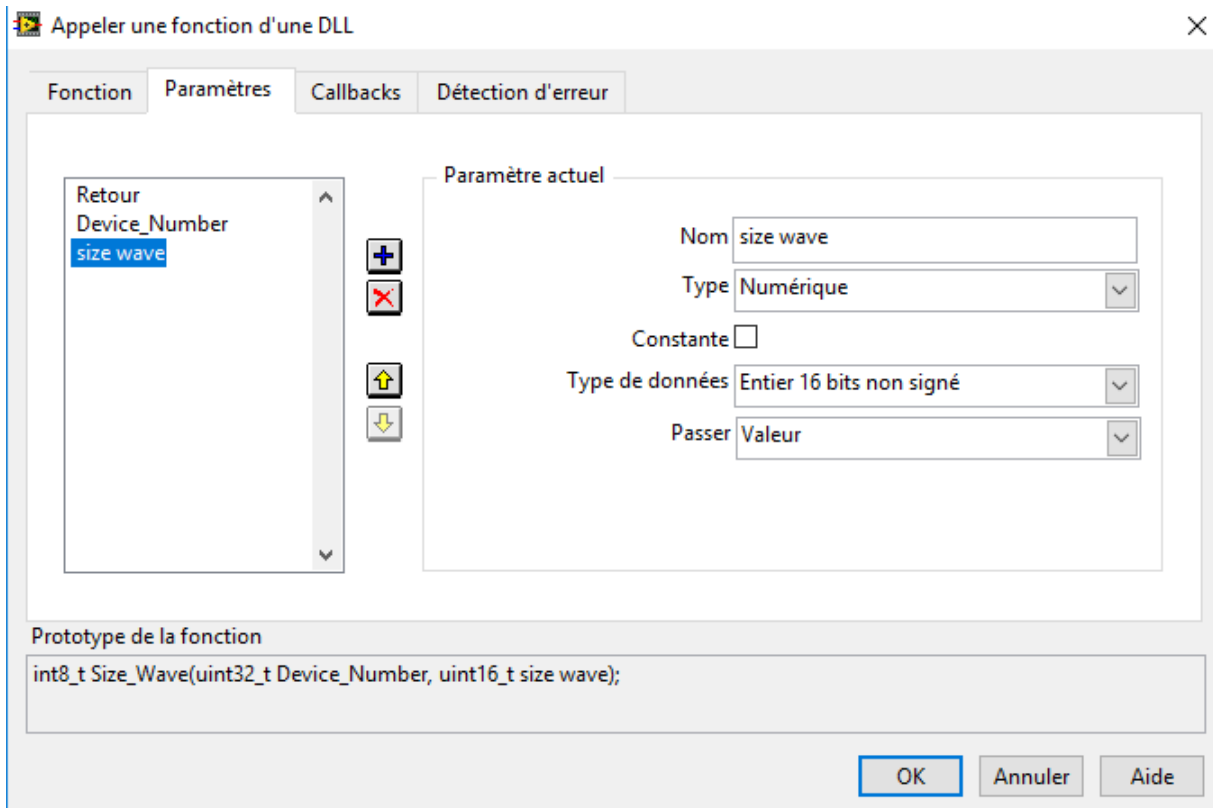 Appeler une fonction d'une DLL
Fonction Paramètres Callbacks Détection d'erreur
Retour
Device_Number
size wave
Paramètre actuel
Nom size wave
Type Numérique
Constante
Type de données Entier 16 bits non signé
Passer Valeur
Prototype de la fonction
int8_t Size_Wave(uint32_t Device_Number, uint16_t size wave);
OK Annuler Aide